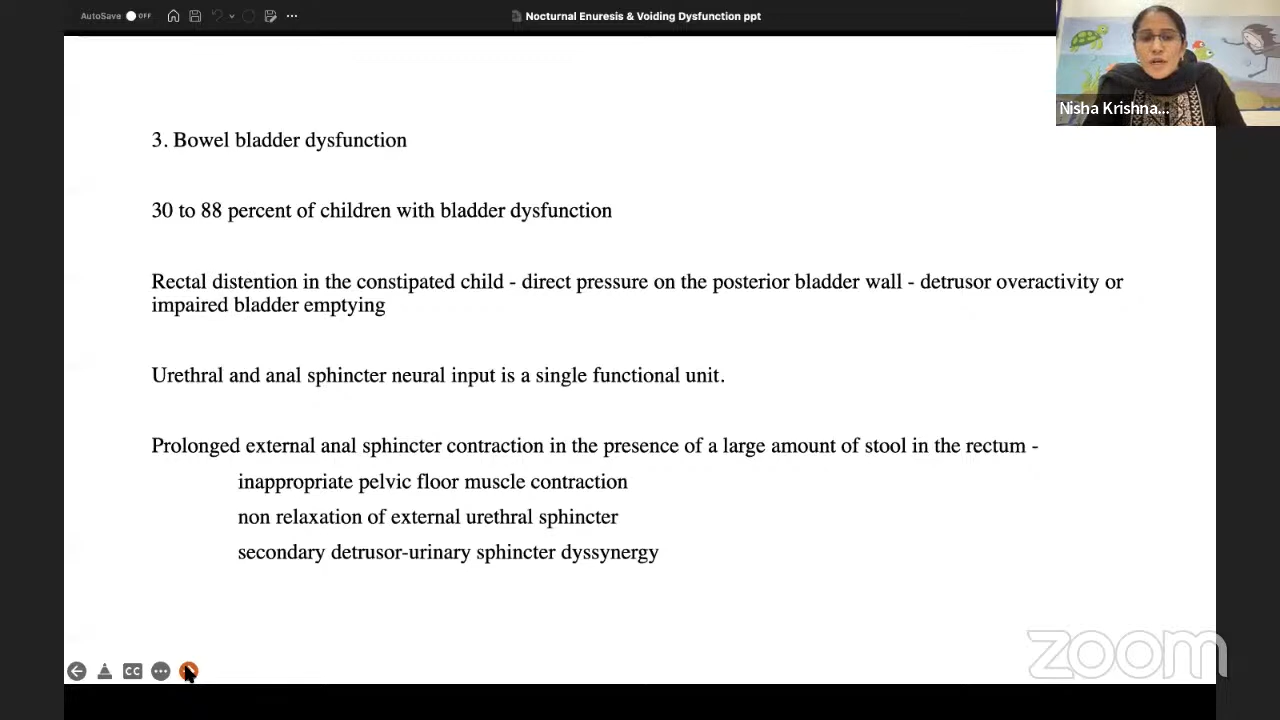 AutoSave OFF
Nocturnal Enuresis & Voiding Dysfunction ppt
Nisha Krishna...
3. Bowel bladder dysfunction
30 to 88 percent of children with bladder dysfunction
Rectal distention in the constipated child - direct pressure on the posterior bladder wall - detrusor overactivity or
impaired bladder emptying
Urethral and anal sphincter neural input is a single functional unit.
Prolonged external anal sphincter contraction in the presence of a large amount of stool in the rectum -
inappropriate pelvic floor muscle contraction
non relaxation of external urethral sphincter
secondary detrusor-urinary sphincter dyssynergy
CC
zoom